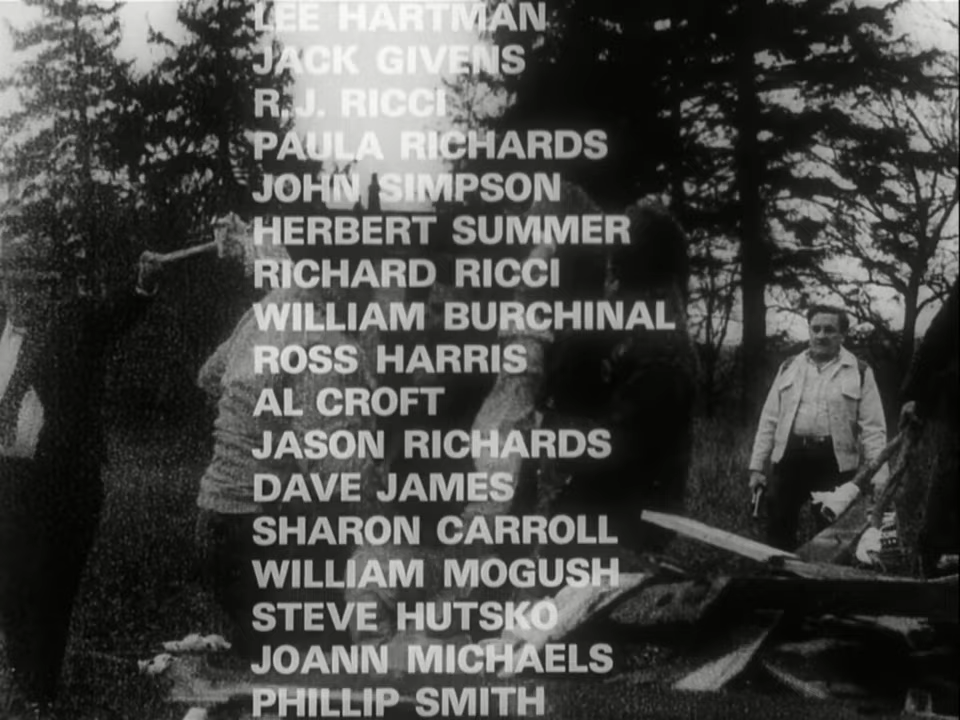 LEE HARTMAN
JACK GIVENS
R.J. RICCI
PAULA RICHARDS
JOHN SIMPSON
HERBERT SUMMER
RICHARD RICCI
WILLIAM BURCHINAL
ROSS HARRIS
AL CROFT
JASON RICHARDS
DAVE JAMES
SHARON CARROLL
WILLIAM MOGUSH
STEVE HUTSKO
JOANN MICHAELS
PHILLIP SMITH